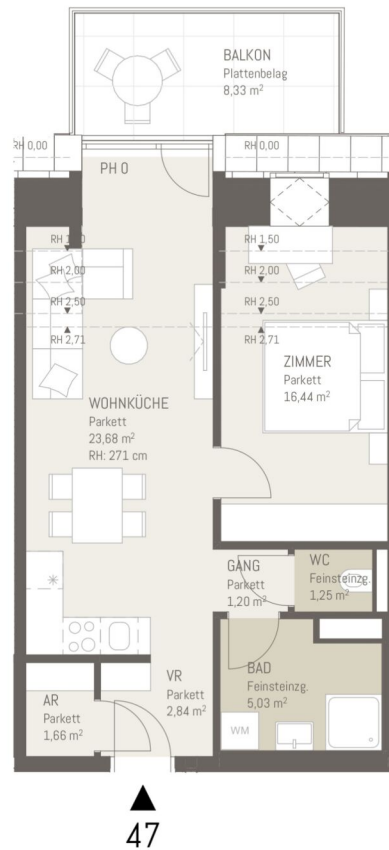 BALKON
Plattenbelag
8,33 m²
RH 0,00
RH 0,00
PH 0
RH 2,00
RH 2,50
RH 2,71
RH 1,50
RH 2,00
RH 2,50
RH 2,71
ZIMMER
Parkett
16,44 m²
WOHNKÜCHE
Parkett
23,68 m²
RH: 271 cm
GANG
Parkett
1,20 m²
WC
Feinsteinzg.
1,25 m²
VR
Parkett
2,84 m²
BAD
Feinsteinzg.
5,03 m²
AR
Parkett
1,66 m²
WM
47